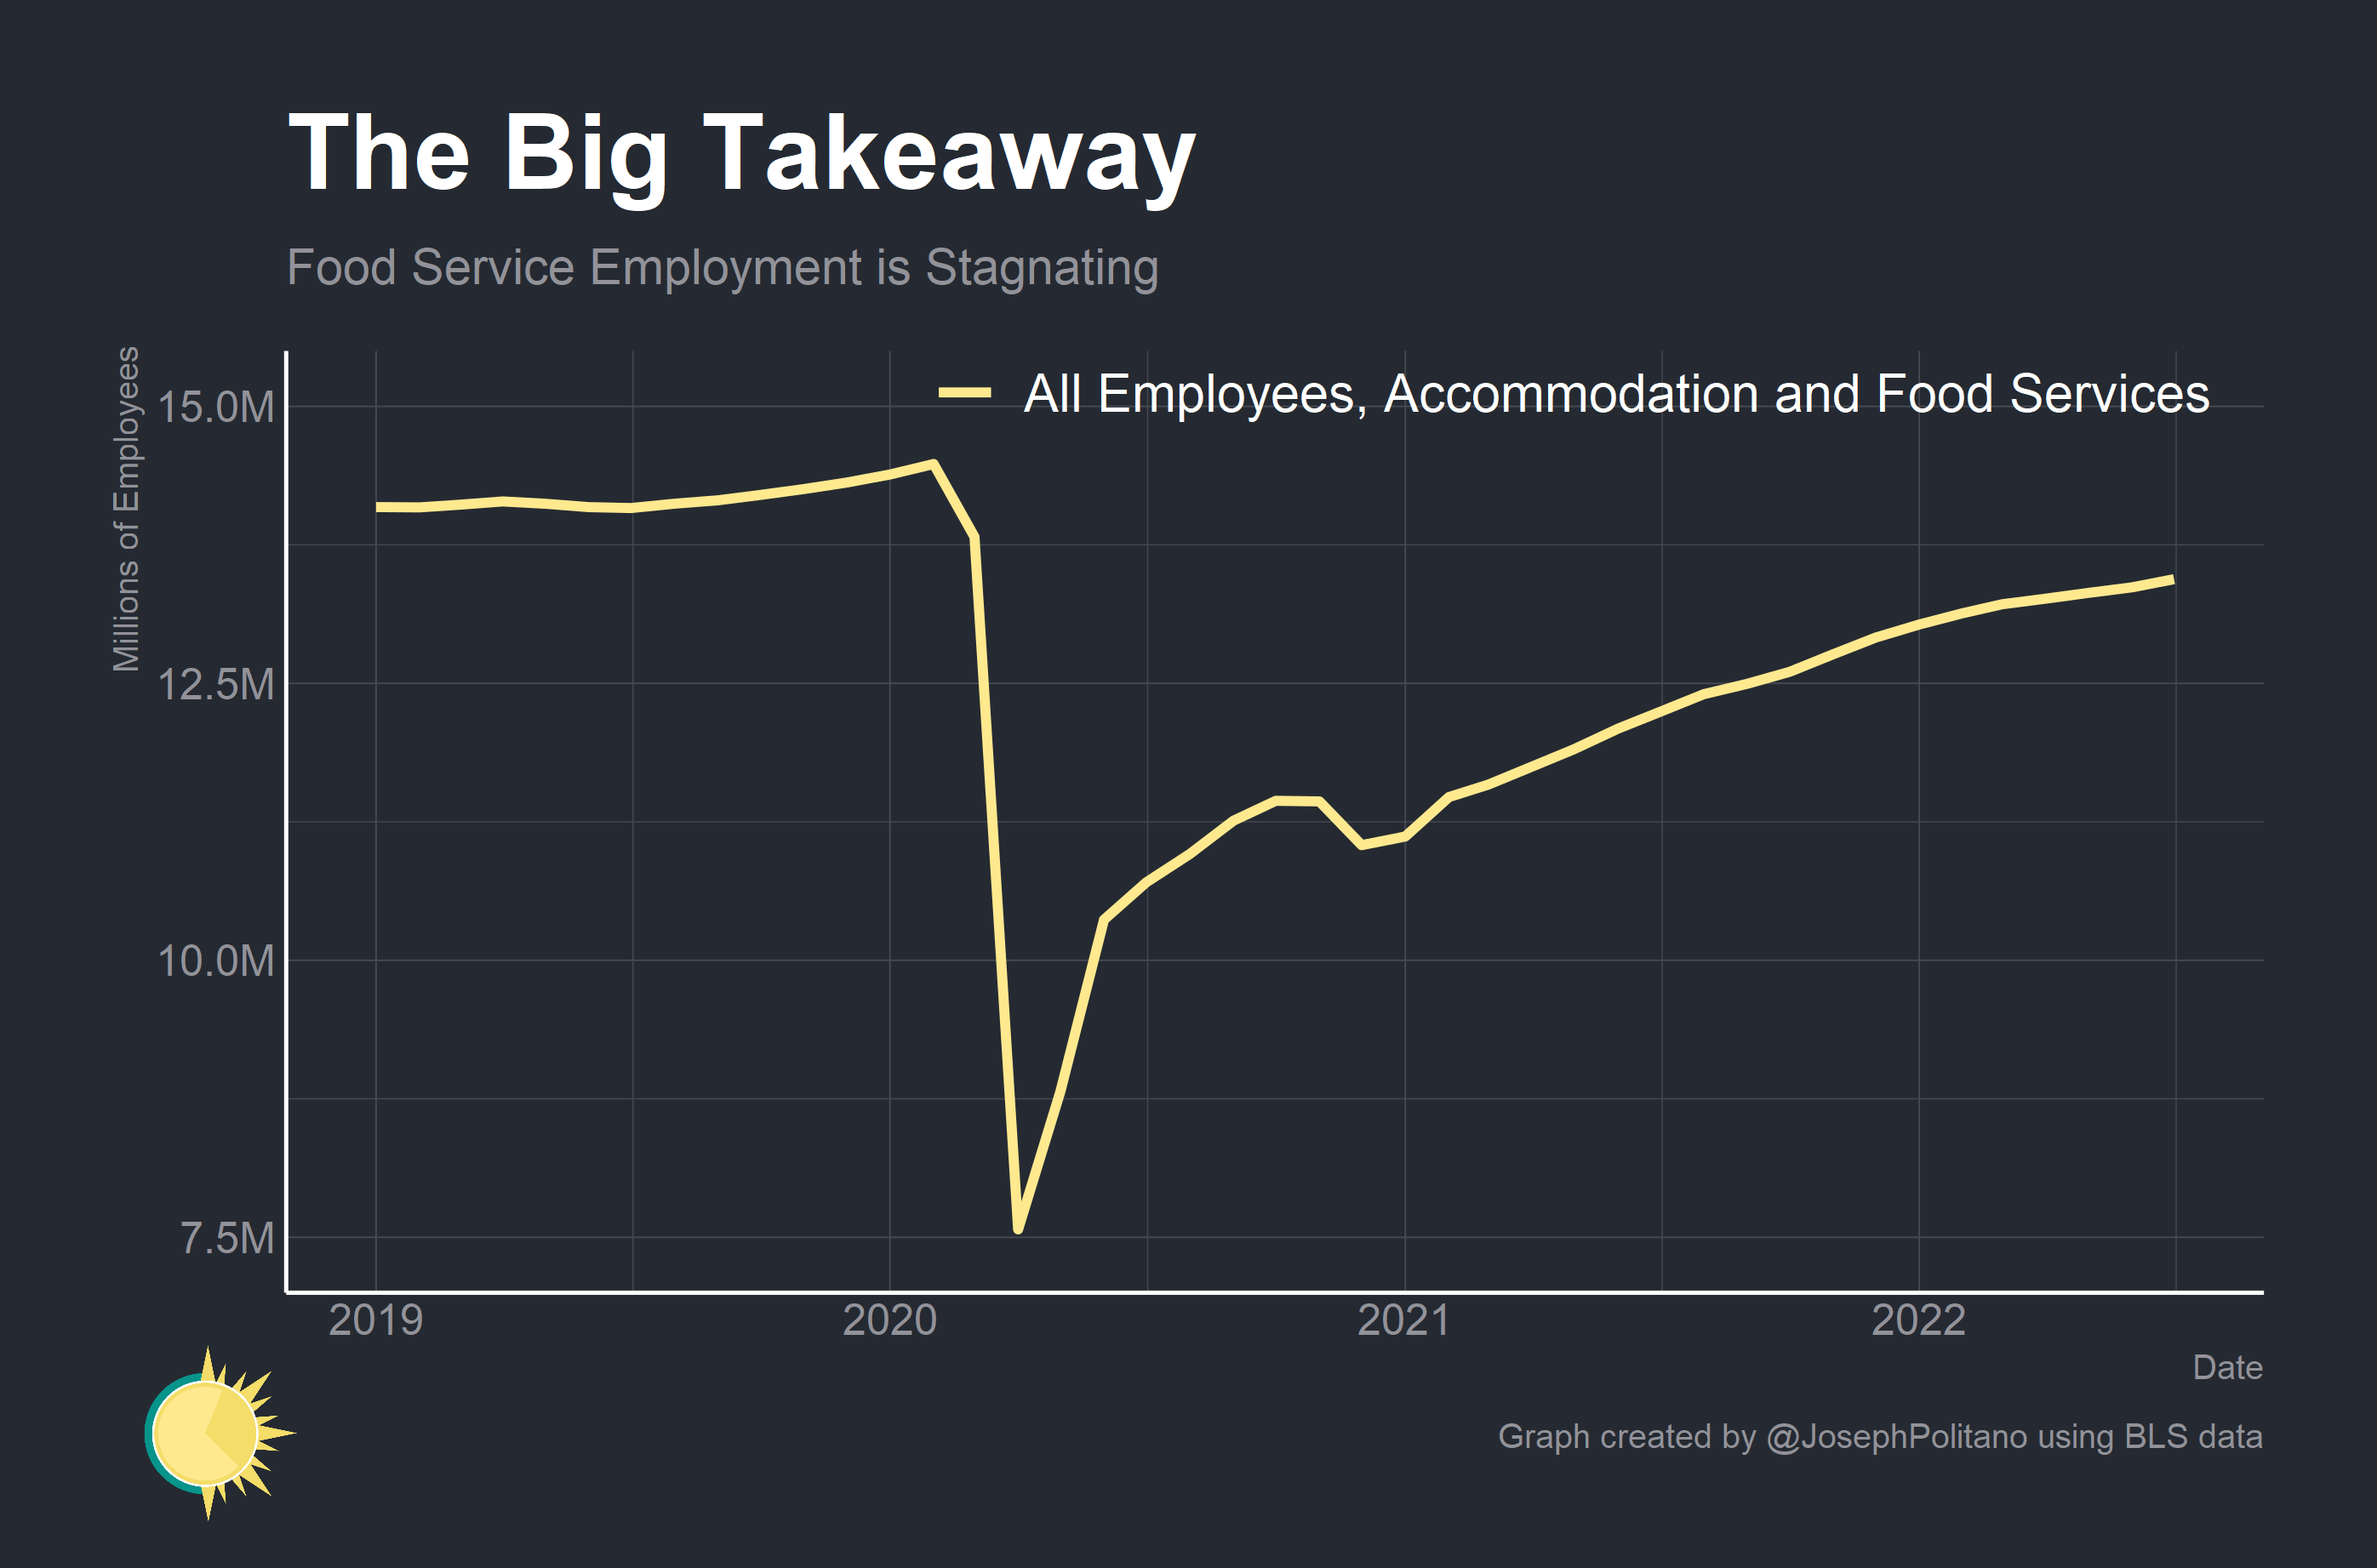 The Big Takeaway
Food Service Employment is Stagnating
Millions of Employees
All Employees, Accommodation and Food Services
15.0M
12.5M
10.0M
7.5M
2019 2020 2021 2022
Date
Graph created by @JosephPolitano using BLS data